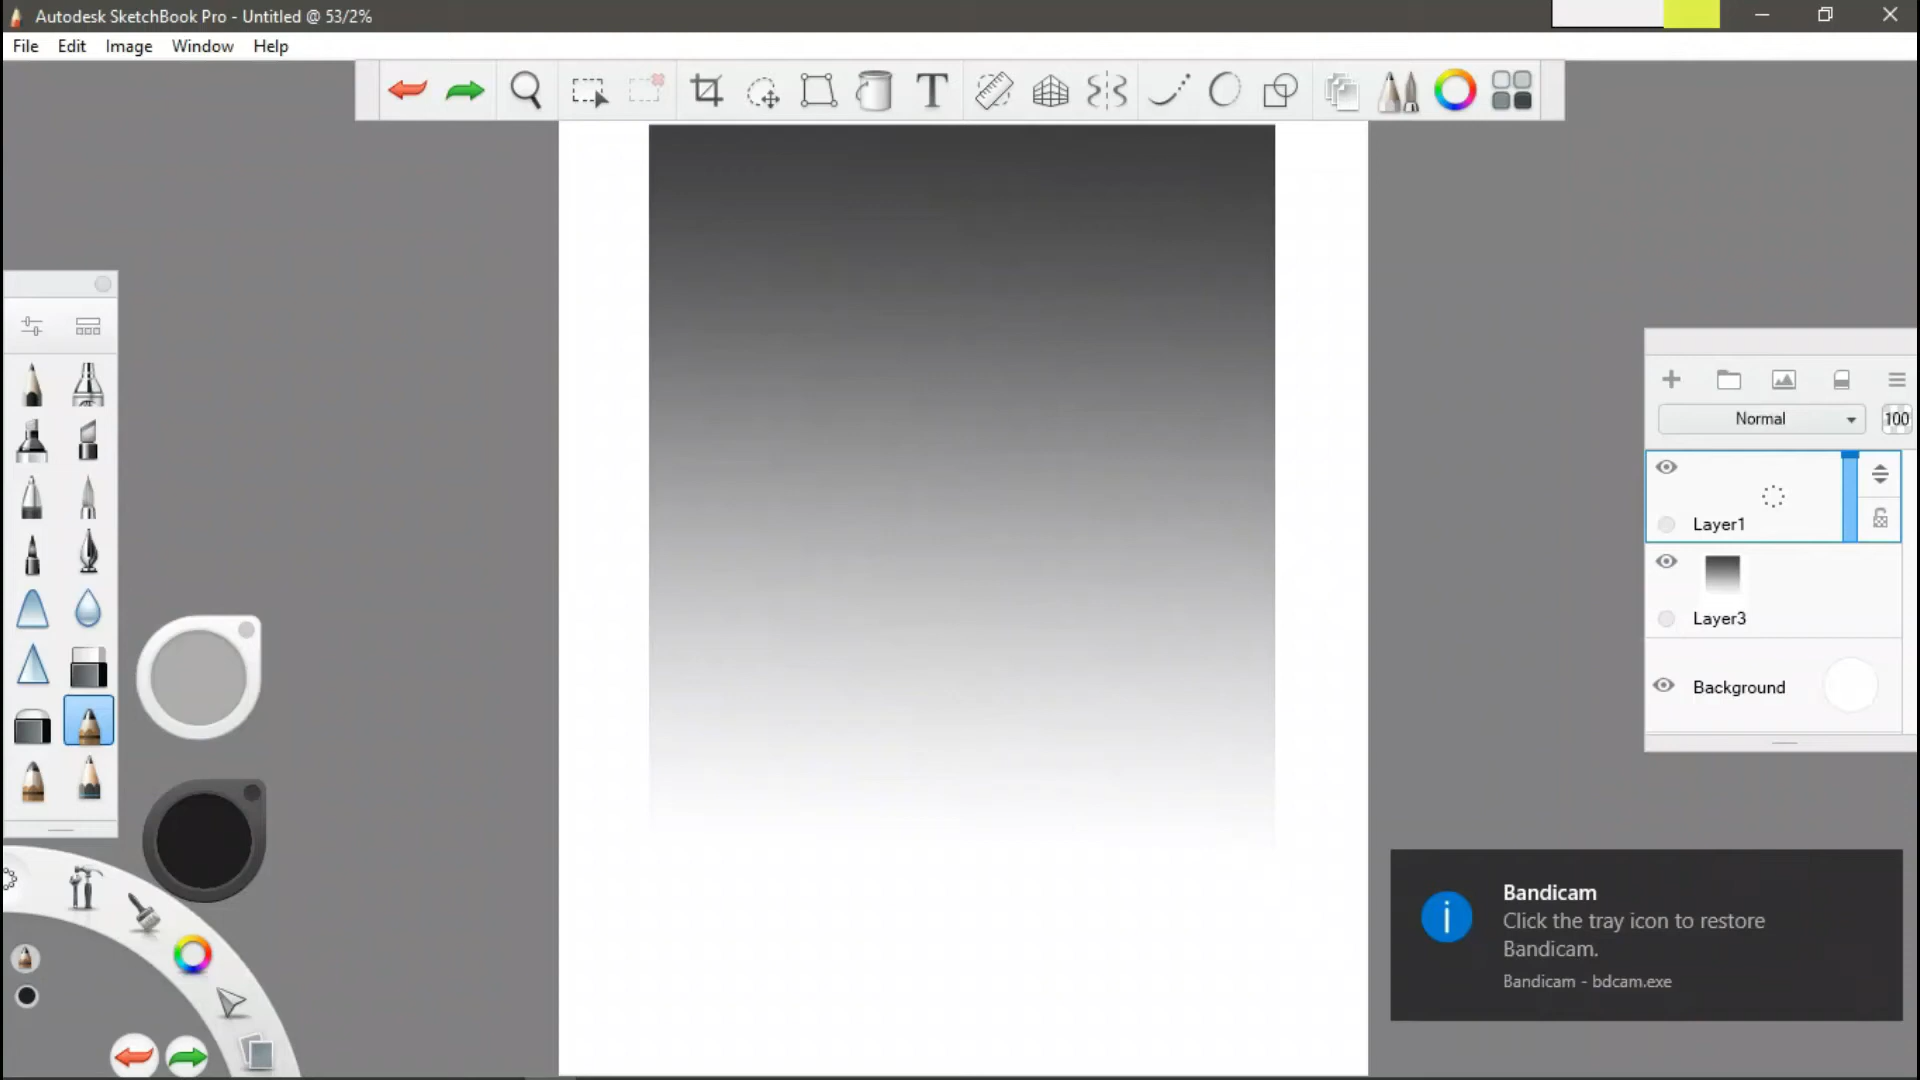 Autodesk SketchBook Pro - Untitled @ 53/2%
File Edit Image Window Help
T
Normal 100
Layer1
Layer3
Background
Bandicam
Click the tray icon to restore
Bandicam.
Bandicam - bdcam.exe